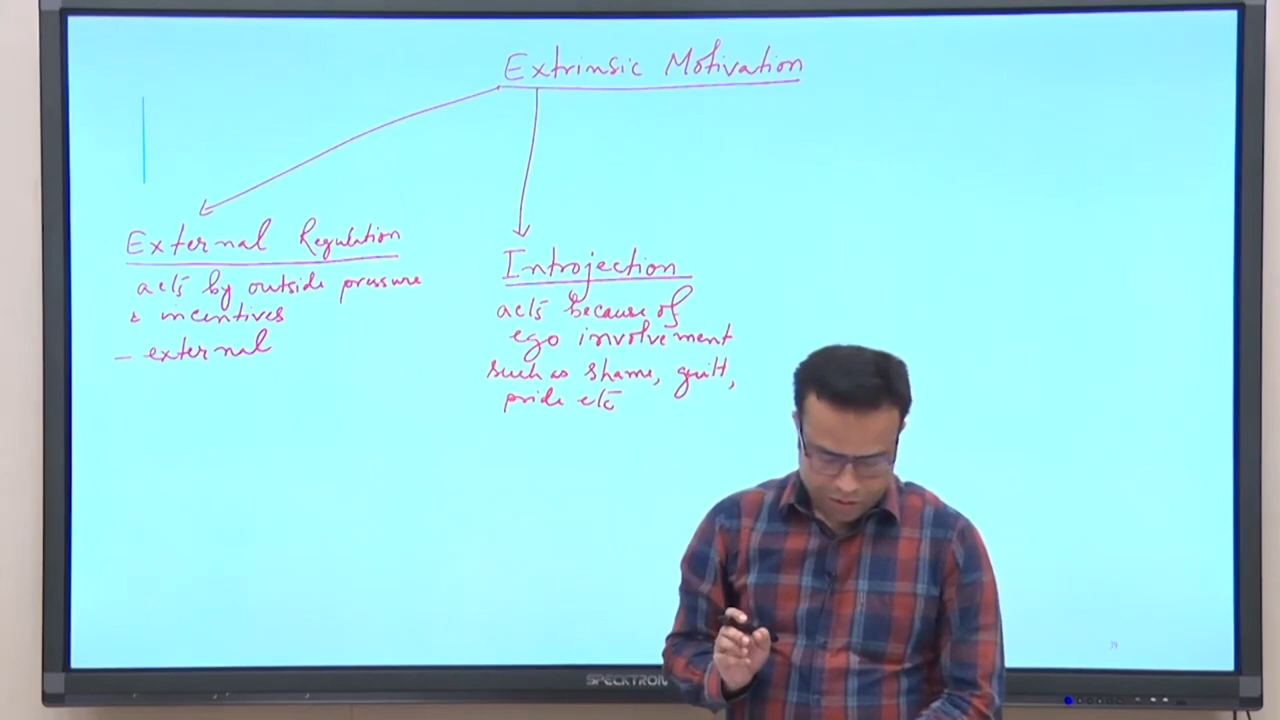 Extrinsic Motivation
External Regulation
acts by outside pressure
& incentives
- external
Introjection
acts because of
ego involvement
such as shame, guilt,
pride etc
39
SPECKTRON